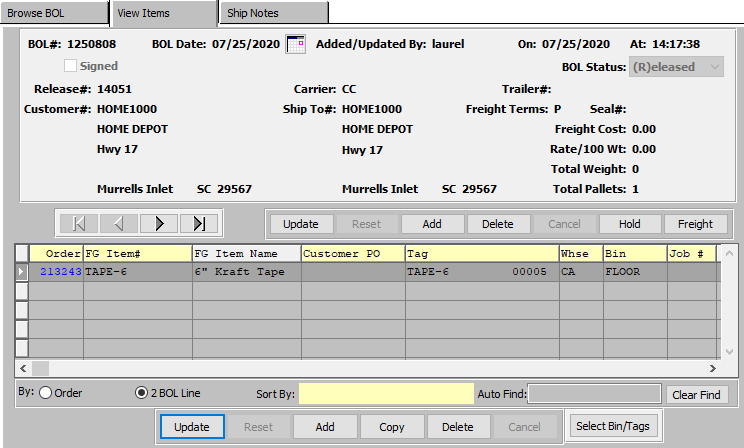 Browse BOL View Items Ship Notes
BOL#: 1250808 BOL Date: 07/25/2020 Added/Updated By: laurel On: 07/25/2020 At: 14:17:38
Signed BOL Status: (R)eleased
Release#: 14051 Carrier: CC Trailer#:
Customer#: HOME1000 Ship To#: HOME1000 Freight Terms: P Seal#:
HOME DEPOT HOME DEPOT Freight Cost: 0.00
Hwy 17 Hwy 17 Rate/100 Wt: 0.00
Total Weight: 0
Murrells Inlet SC 29567 Murrells Inlet SC 29567 Total Pallets: 1
Update Reset Add Delete Cancel Hold Freight
Order FG Item# FG Item Name Customer PO Tag Whse Bin Job #
213243 TAPE-6 6" Kraft Tape TAPE-6 00005 CA FLOOR
By: Order 2 BOL Line Sort By: Auto Find: Clear Find
Update Reset Add Copy Delete Cancel Select Bin/Tags